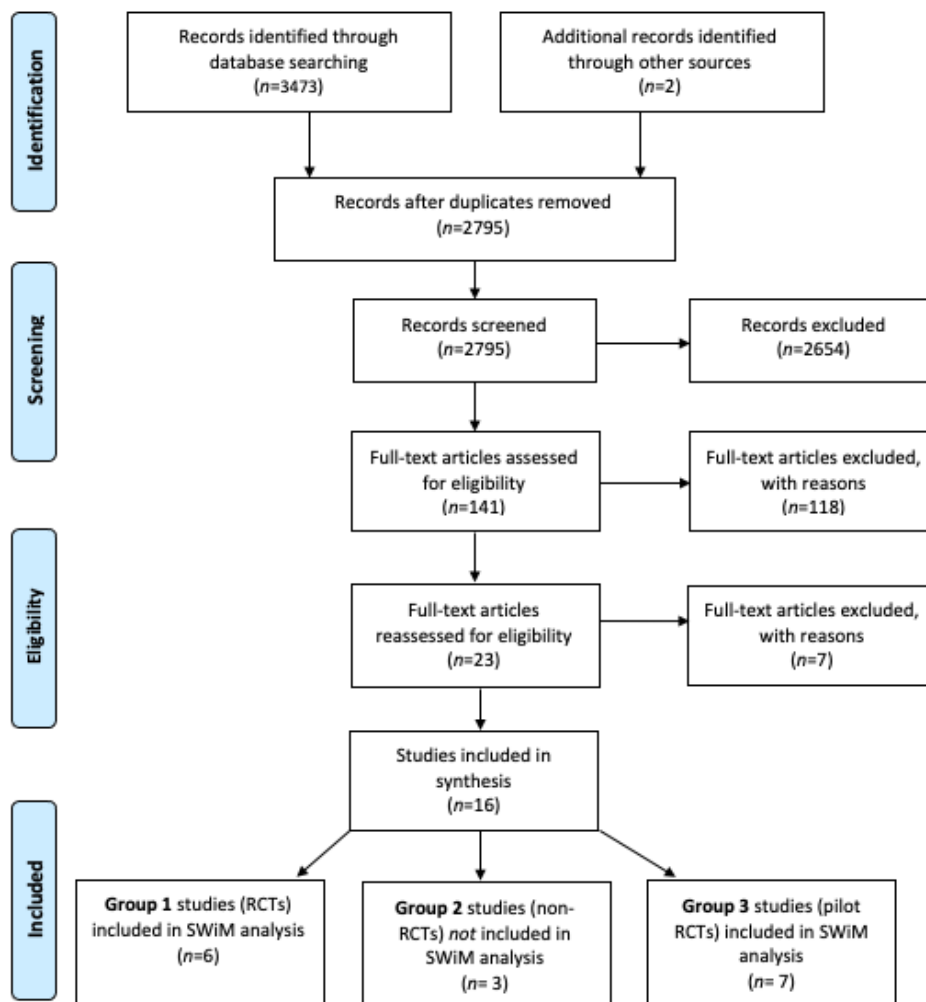 Identification
Records identified through
database searching
(n=3473)
Additional records identified
through other sources
(n=2)
Records after duplicates removed
(n=2795)
Screening
Records screened
(n=2795)
Records excluded
(n=2654)
Full-text articles assessed
for eligibility
(n=141)
Full-text articles excluded,
with reasons
(n=118)
Eligibility
Full-text articles
reassessed for eligibility
(n=23)
Full-text articles excluded,
with reasons
(n=7)
Studies included in
synthesis
(n=16)
Included
Group 1 studies (RCTs)
included in SWiM analysis
(n=6)
Group 2 studies (non-
RCTs) not included in
SWiM analysis
(n= 3)
Group 3 studies (pilot
RCTs) included in SWiM
analysis
(n= 7)